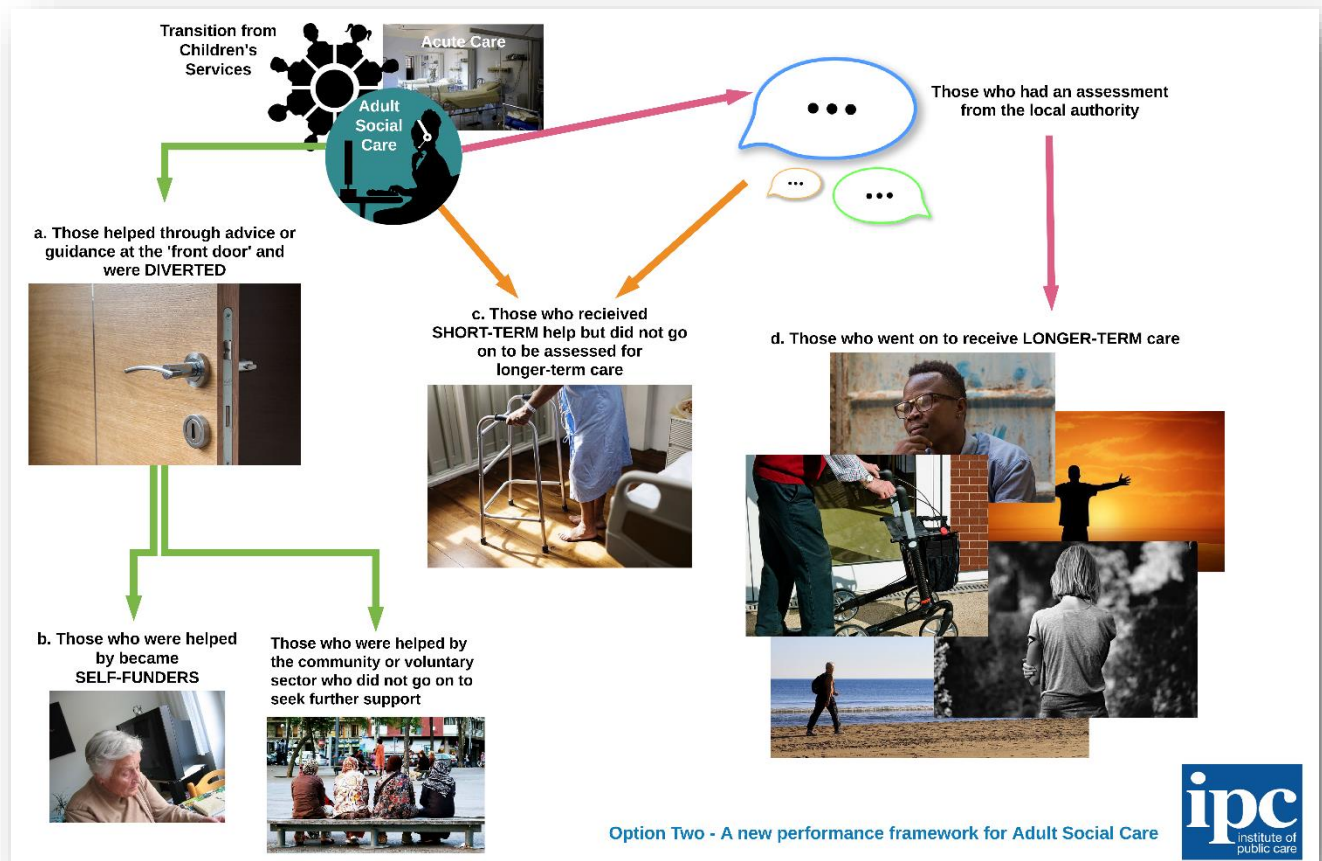 Transition from
Children's
Services
Acute Care
Adult
Social
Care
Those who had an assessment
from the local authority
a. Those helped through advice or
guidance at the 'front door' and
were DIVERTED
c. Those who recieived
SHORT-TERM help but did not go
on to be assessed for
longer-term care
d. Those who went on to receive LONGER-TERM care
b. Those who were helped
by became
SELF-FUNDERS
Those who were helped by
the community or voluntary
sector who did not go on to
seek further support
Option Two - A new performance framework for Adult Social Care
ipc
institute of
public care